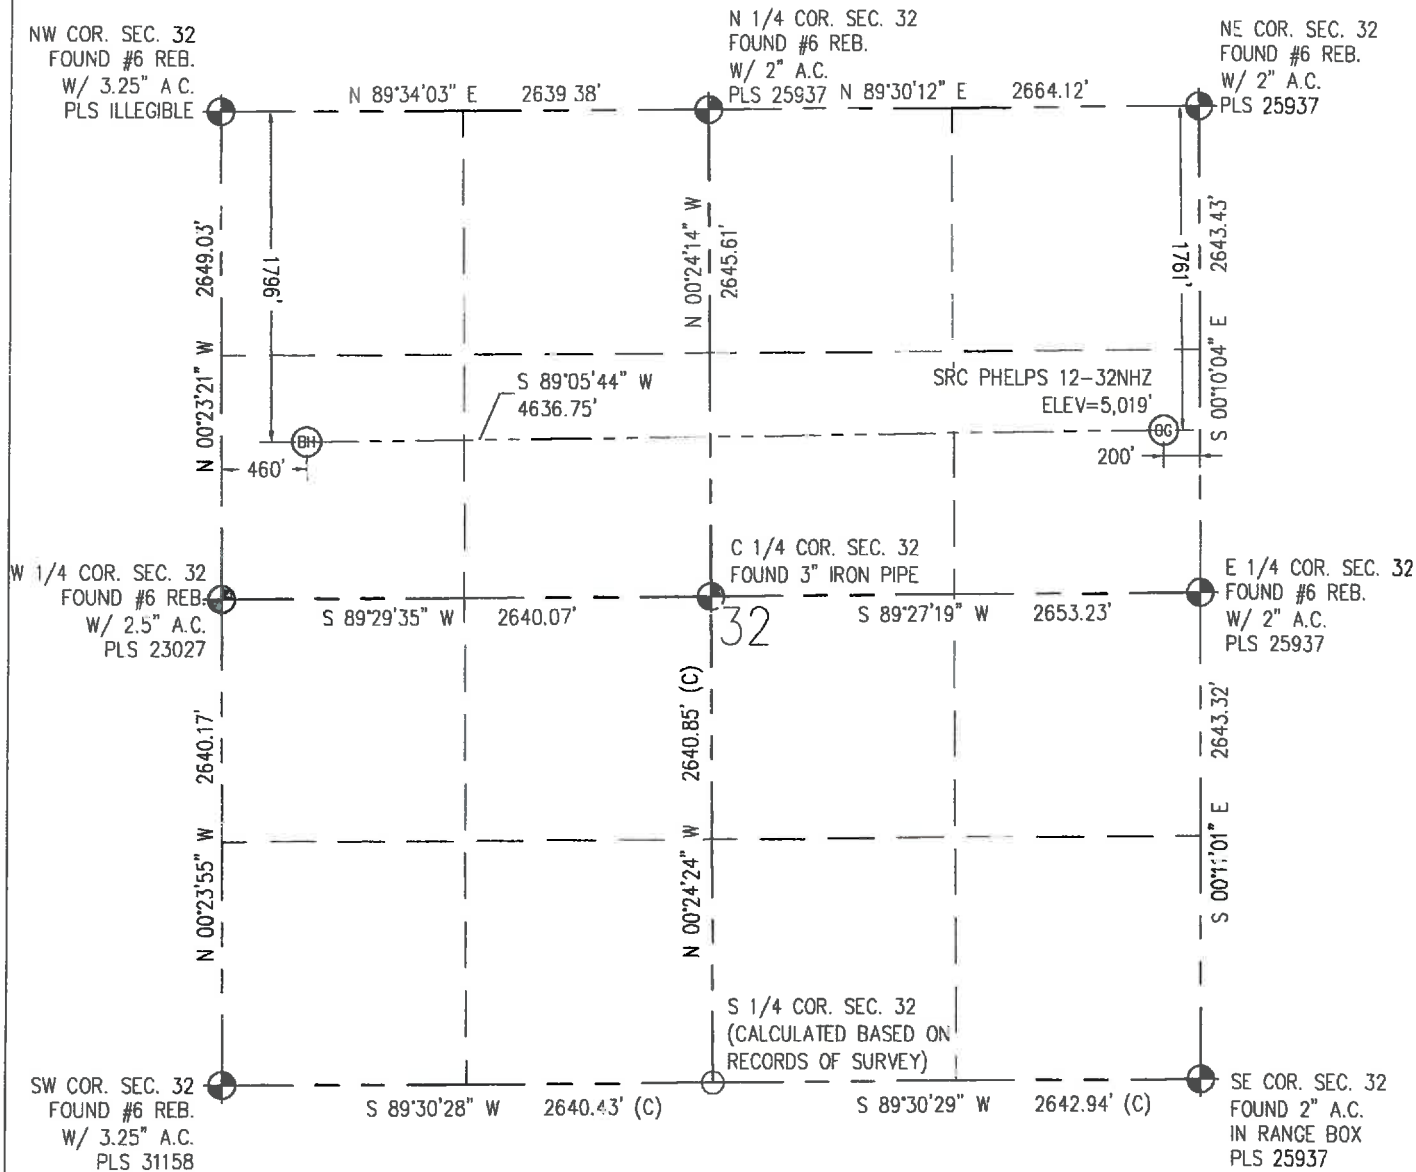 NW COR. SEC. 32
FOUND #6 REB.
W/ 3.25" A.C.
PLS ILLEGIBLE
N 1/4 COR. SEC. 32
FOUND #6 REB.
W/ 2" A.C.
PLS 25937
NE COR. SEC. 32
FOUND #6 REB.
W/ 2" A.C.
PLS 25937
N 89°34'03" E 2639.38'
N 89°30'12" E 2664.12'
N 00°23'21" W 2649.03'
1796'
N 00°24'14" W
2645.61'
1761'
S 00°10'04" E 2643.43'
S 89°05'44" W
4636.75'
SRC PHELPS 12-32NHZ
ELEV=5,019'
BH
460'
OG
200'
W 1/4 COR. SEC. 32
FOUND #6 REB.
W/ 2.5" A.C.
PLS 23027
C 1/4 COR. SEC. 32
FOUND 3" IRON PIPE
E 1/4 COR. SEC. 32
FOUND #6 REB.
W/ 2" A.C.
PLS 25937
S 89°29'35" W 2640.07'
32
S 89°27'19" W 2653.23'
N 00°23'55" W 2640.17'
N 00°24'24" W 2640.85' (C)
S 00°11'01" E 2643.32'
S 1/4 COR. SEC. 32
(CALCULATED BASED ON
RECORDS OF SURVEY)
SW COR. SEC. 32
FOUND #6 REB.
W/ 3.25" A.C.
PLS 31158
S 89°30'28" W 2640.43' (C)
S 89°30'29" W 2642.94' (C)
SE COR. SEC. 32
FOUND 2" A.C.
IN RANGE BOX
PLS 25937